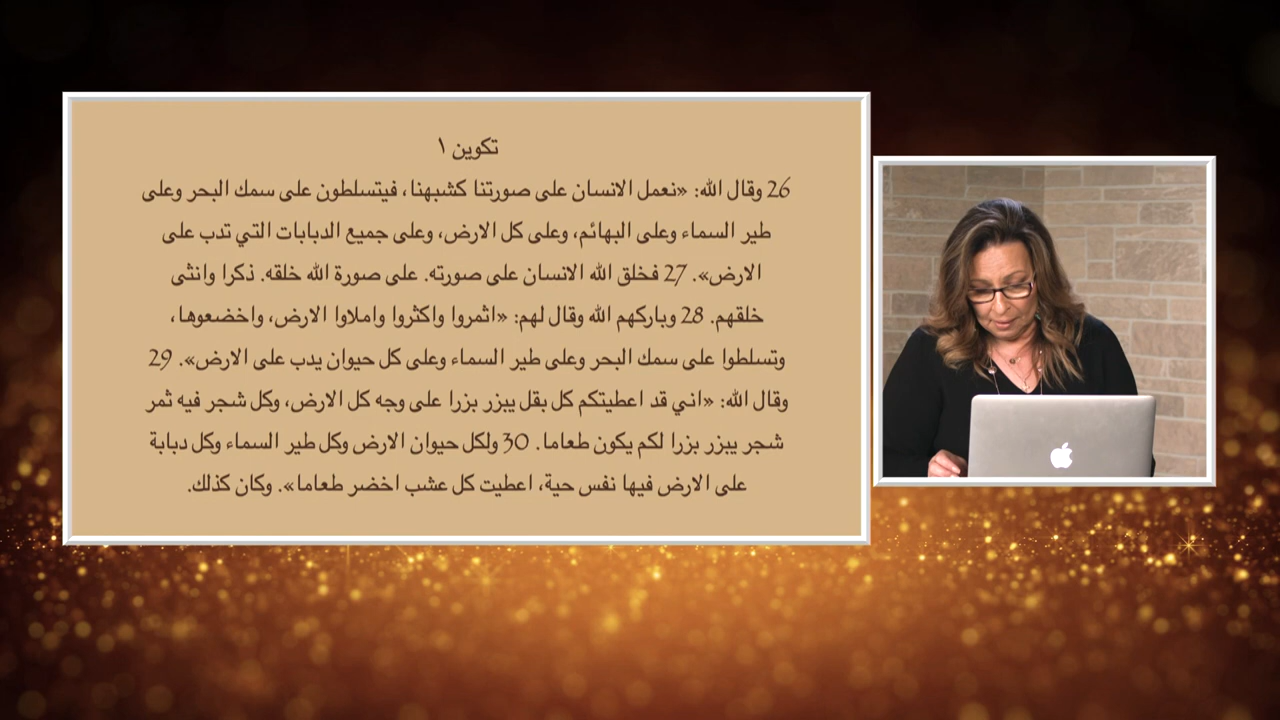 تكوين ١
26 وقال الله: «نعمل الانسان على صورتنا كشبهنا، فيتسلطون على سمك البحر وعلى
طير السماء وعلى البهائم، وعلى كل الارض، وعلى جميع الدبابات التي تدب على
الارض». 27 فخلق الله الانسان على صورته. على صورة الله خلقه. ذكرا وانثى
خلقهم. 28 وباركهم الله وقال لهم: «اثمروا واكثروا واملاوا الارض، واخضعوها،
وتسلطوا على سمك البحر وعلى طير السماء وعلى كل حيوان يدب على الارض». 29
وقال الله: «اني قد اعطيتكم كل بقل يبزر بزرا على وجه كل الارض، وكل شجر فيه ثمر
شجر يبزر بزرا لكم يكون طعاما. 30 ولكل حيوان الارض وكل طير السماء وكل دبابة
على الارض فيها نفس حية، اعطيت كل عشب اخضر طعاما». وكان كذلك.